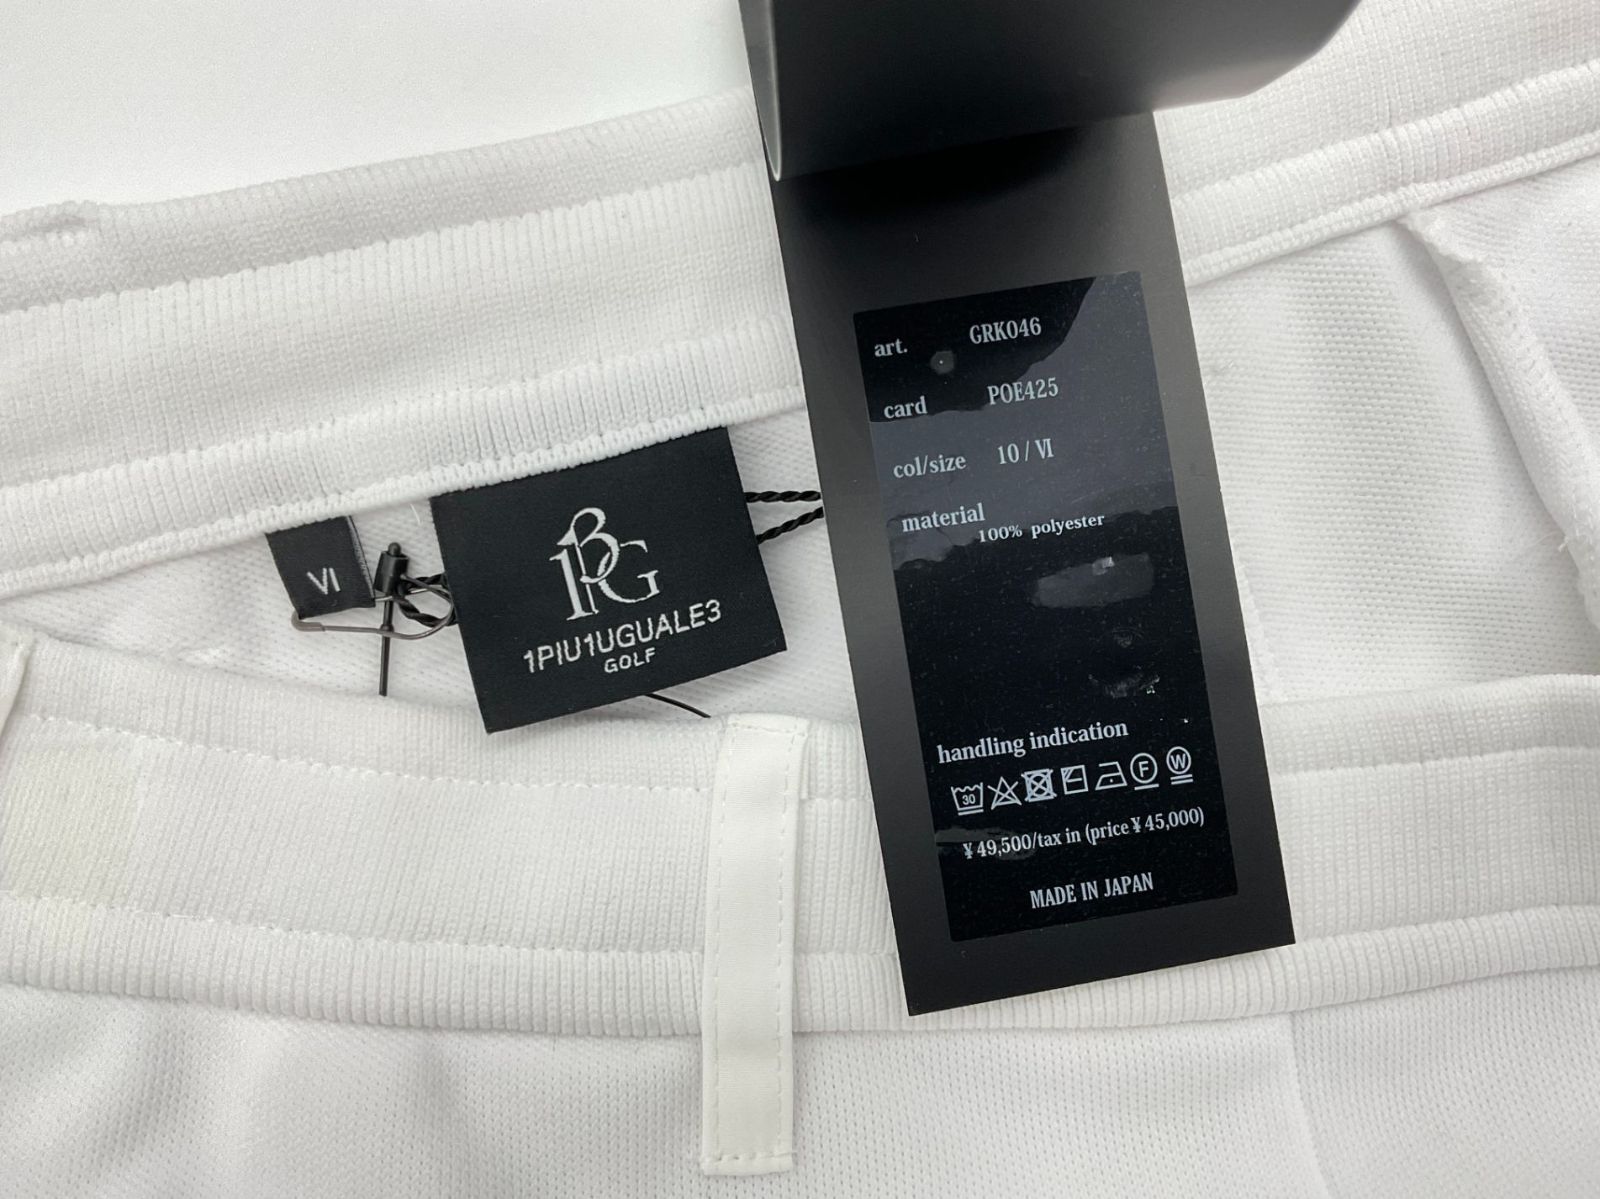 VI
1PIU1UGUALE3
GOLF
art. GRK046
card POE425
col/size 10 / VI
material
100% polyester
handling indication
30 F W
¥ 49,500/tax in (price ¥ 45,000)
MADE IN JAPAN